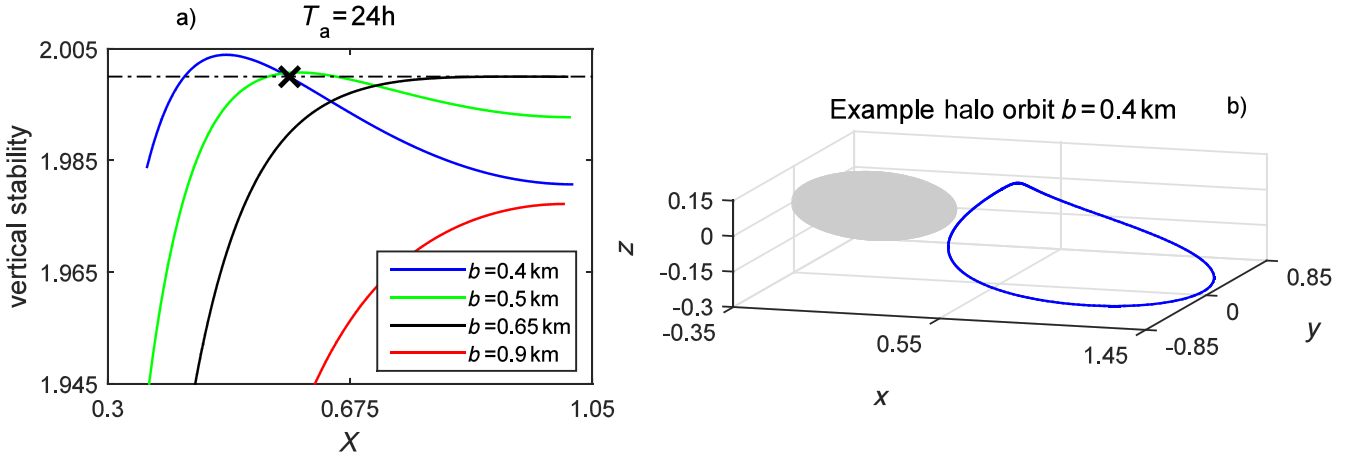 a) T_a=24h
2.005
1.985
1.965
1.945
vertical stability
0.3 0.675 1.05
X
b=0.4 km
b=0.5 km
b=0.65 km
b=0.9 km
Example halo orbit b=0.4 km b)
0.15
0
-0.15
-0.3
z
-0.35 0.55 1.45
x
-0.85 0 0.85
y